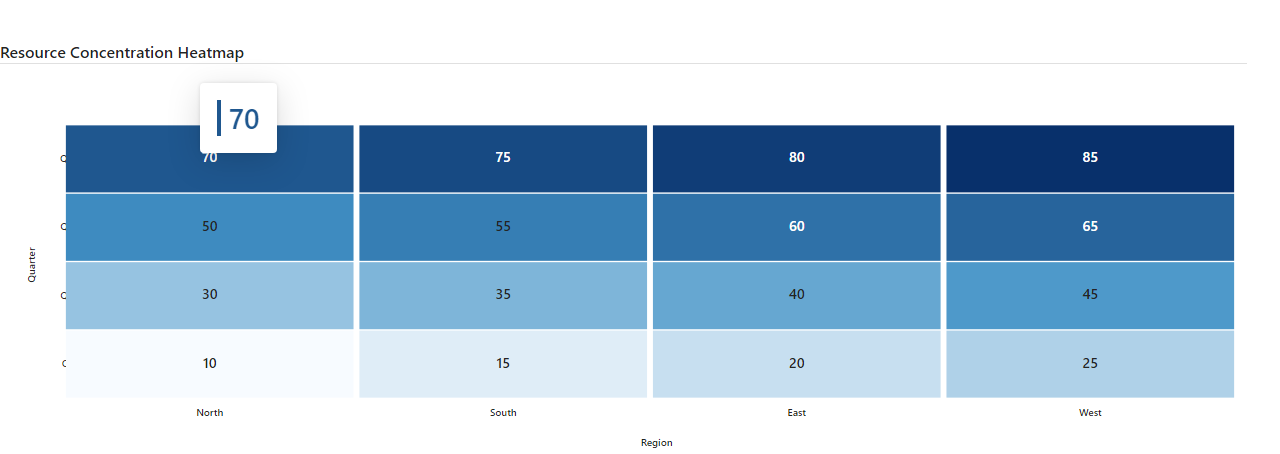 Resource Concentration Heatmap
70
70 75 80 85
50 55 60 65
Quarter
30 35 40 45
10 15 20 25
North South East West
Region